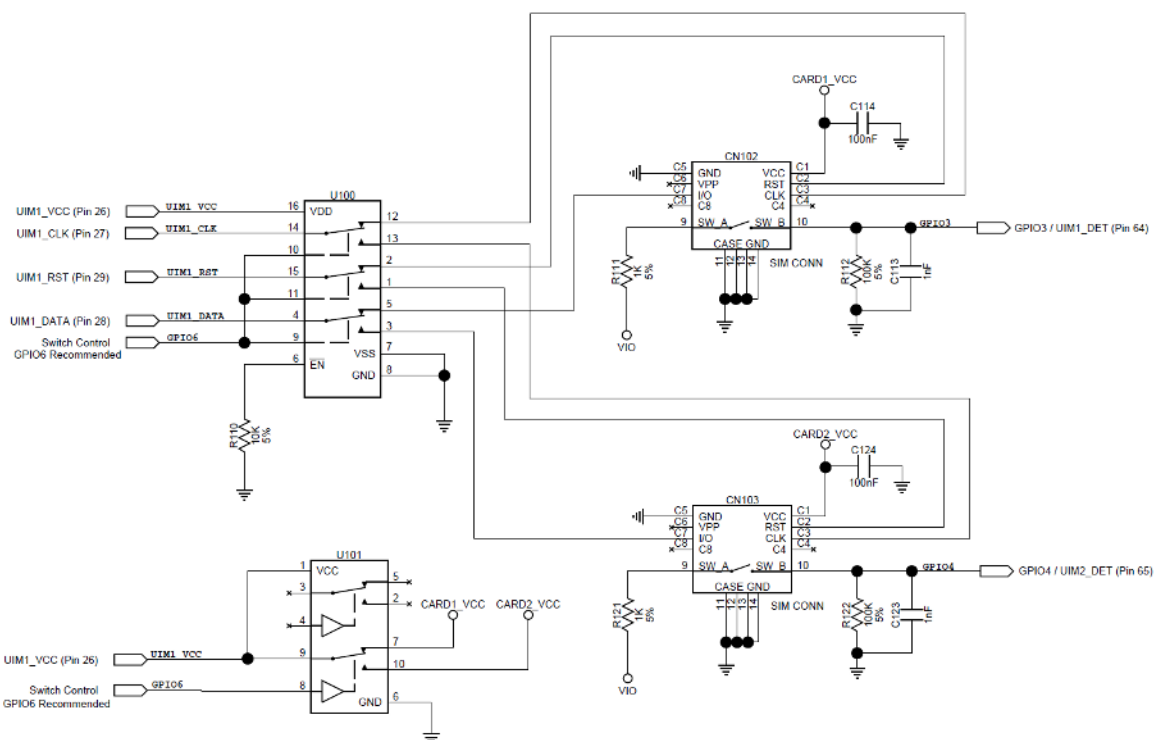 CARD1_VCC
C114
100nF
CN102
C5 GND VCC C1
C6 VPP RST C2
C7 I/O CLK C3
C8 C8 C4 C4
9 SW_A SW_B 10
CASE GND
11 12 13 14
SIM CONN
GPIO3
GPIO3 / UIM1_DET (Pin 64)
R111
1K
5%
VIO
R112
100K
5%
C113
1nF
U100
UIM1_VCC (Pin 26) UIM1_VCC 16 VDD
12
UIM1_CLK (Pin 27) UIM1_CLK 14
13
10
2
UIM1_RST (Pin 29) UIM1_RST 15
1
11
5
UIM1_DATA (Pin 28) UIM1_DATA 4
3
Switch Control
GPIO6 Recommended
GPIO6 9
VSS 7
6 EN
GND 8
R110
10K
5%
CARD2_VCC
C124
100nF
CN103
C5 GND VCC C1
C6 VPP RST C2
C7 I/O CLK C3
C8 C8 C4 C4
9 SW_A SW_B 10
CASE GND
11 12 13 14
SIM CONN
GPIO4
GPIO4 / UIM2_DET (Pin 65)
R121
1K
5%
VIO
R122
100K
5%
C123
1nF
U101
1 VCC
5
3
2
4
CARD1_VCC CARD2_VCC
7
UIM1_VCC (Pin 26) UIM1_VCC 9
10
Switch Control
GPIO6 Recommended
GPIO6 8
GND 6